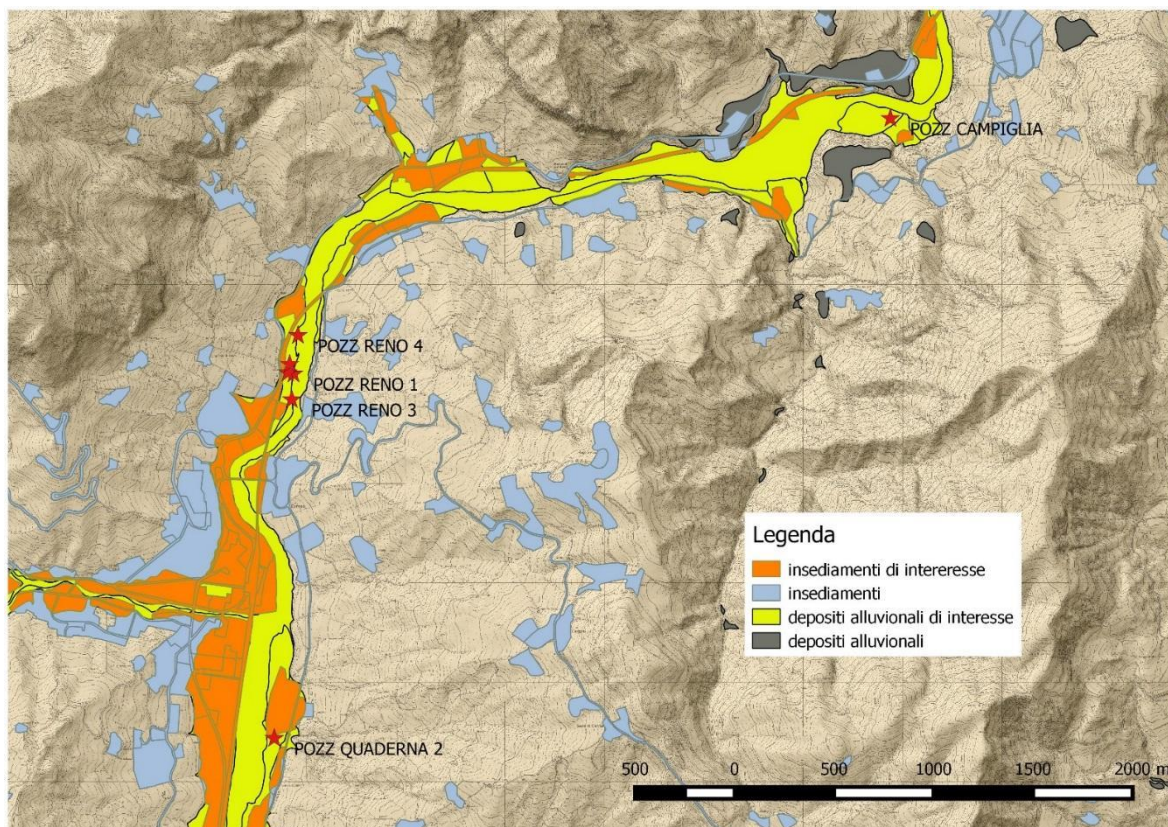 POZZ CAMPIGLIA
POZZ RENO 4
POZZ RENO 1
POZZ RENO 3
Legenda
insediamenti di intereresse
insediamenti
depositi alluvionali di interesse
depositi alluvionali
POZZ QUADERNA 2
500 0 500 1000 1500 2000 m